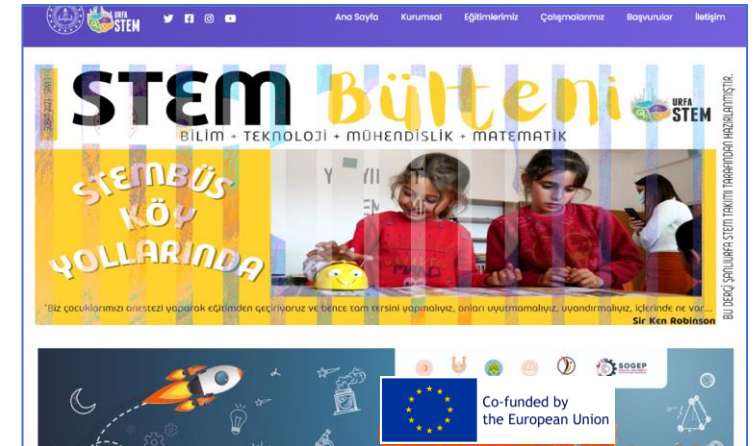 URFA
STEM
Ana Sayfa Kurumsal Eğitimlerimiz Çalışmalarımız Başvurular İletişim
STEM Bülteni
URFA
STEM
BİLİM + TEKNOLOJİ + MÜHENDİSLİK + MATEMATİK
BU DERGİ ŞANLIURFA STEM TAKIMI TARAFINDAN HAZIRLANMIŞTIR.
STEMBÜS
KÖY
YOLLARINDA
"Biz çocuklarımızı anestezi yaparak eğitimden geçiriyoruz ve bence tam tersini yapmalıyız, onları uyutmamalıyız, uyandırmalıyız, içlerinde ne var...
Sir Ken Robinson
SOGEP
Co-funded by
the European Union